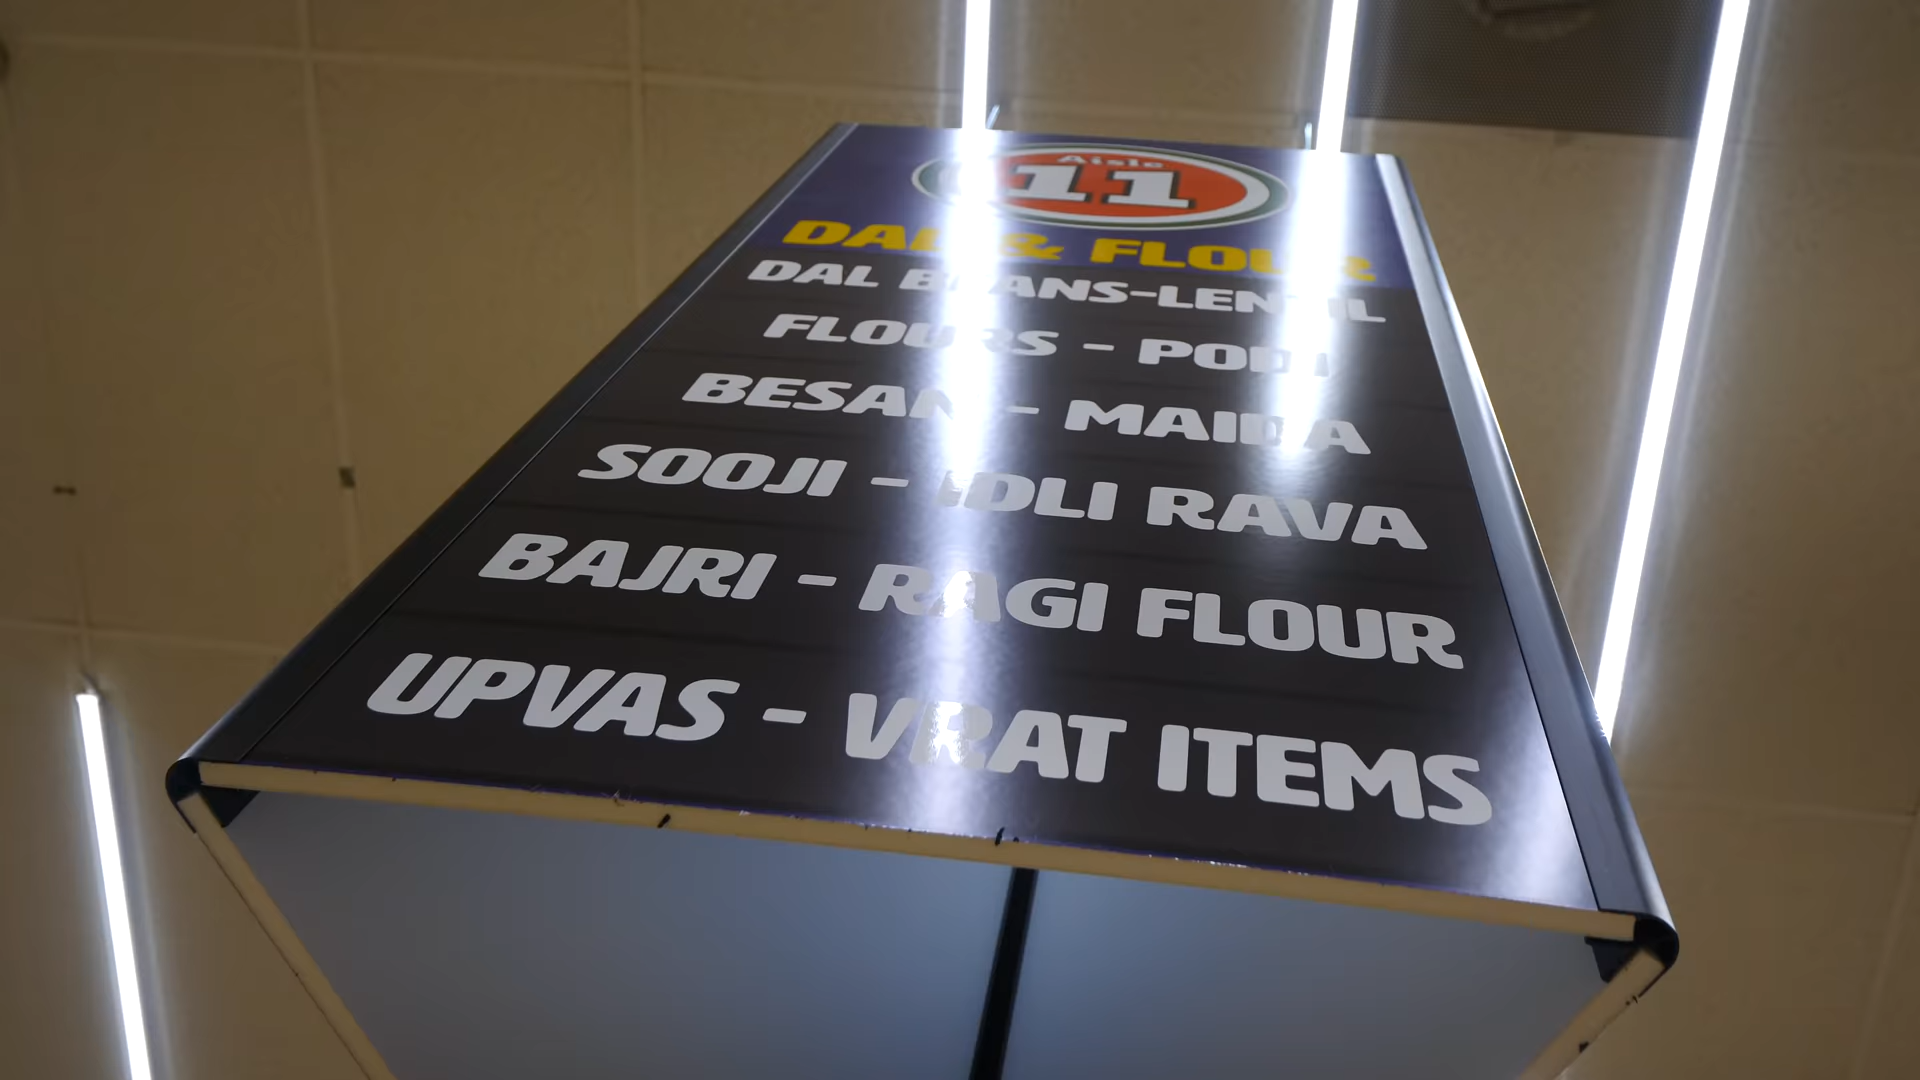 Aisle
11
DAL & FLOUR
DAL BEANS-LENTIL
FLOURS - PODI
BESAN - MAIDA
SOOJI - IDLI RAVA
BAJRI - RAGI FLOUR
UPVAS - VRAT ITEMS